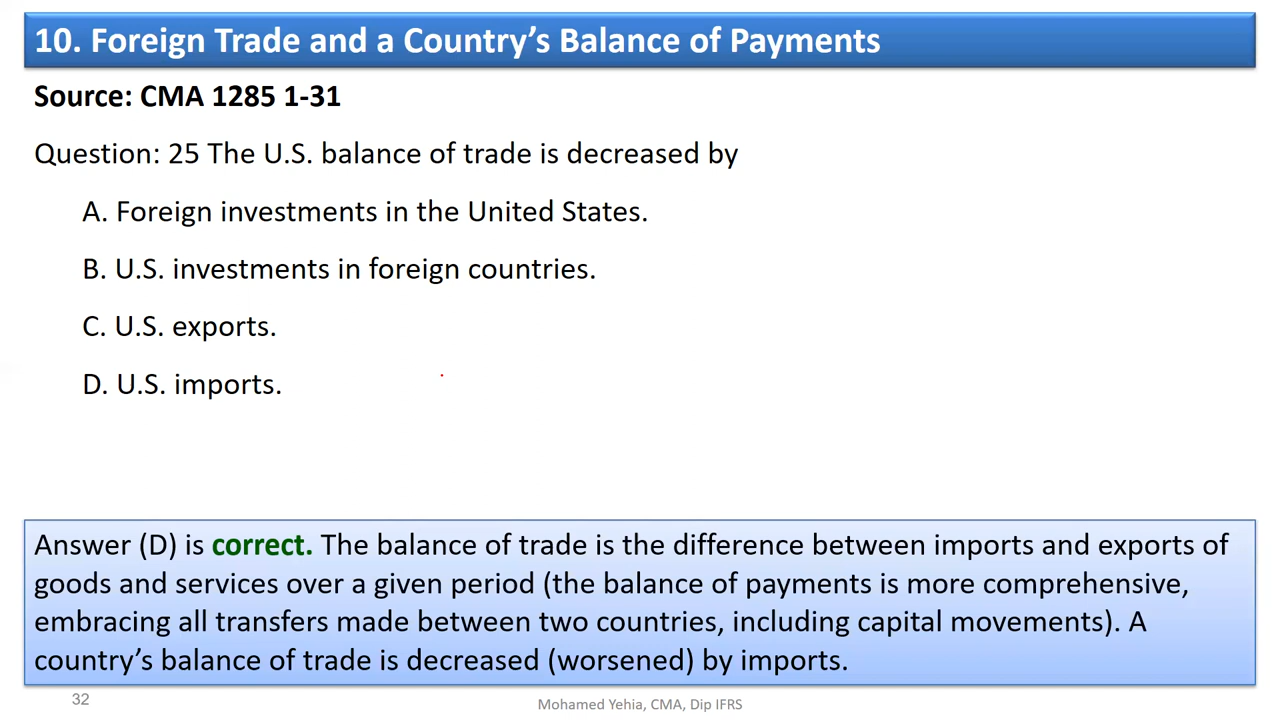 10. Foreign Trade and a Country’s Balance of Payments
Source: CMA 1285 1-31
Question: 25 The U.S. balance of trade is decreased by
A. Foreign investments in the United States.
B. U.S. investments in foreign countries.
C. U.S. exports.
D. U.S. imports.
Answer (D) is correct. The balance of trade is the difference between imports and exports of
goods and services over a given period (the balance of payments is more comprehensive,
embracing all transfers made between two countries, including capital movements). A
country’s balance of trade is decreased (worsened) by imports.
32
Mohamed Yehia, CMA, Dip IFRS